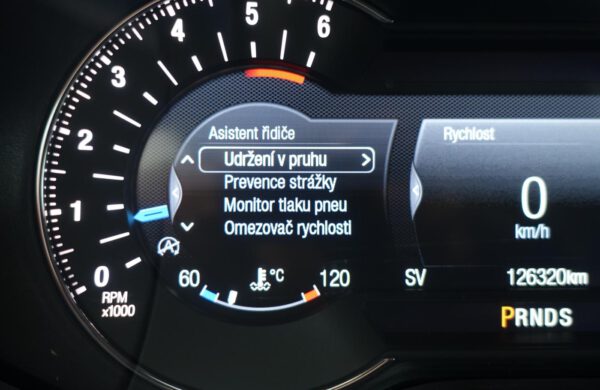 6
5
4
3
2
1
0
RPM
x1000
Asistent řidiče
Udržení v pruhu
Prevence strážky
Monitor tlaku pneu
Omezovač rychlosti
60 °C 120
Rychlost
0
km/h
SV 126320km
PRNDS